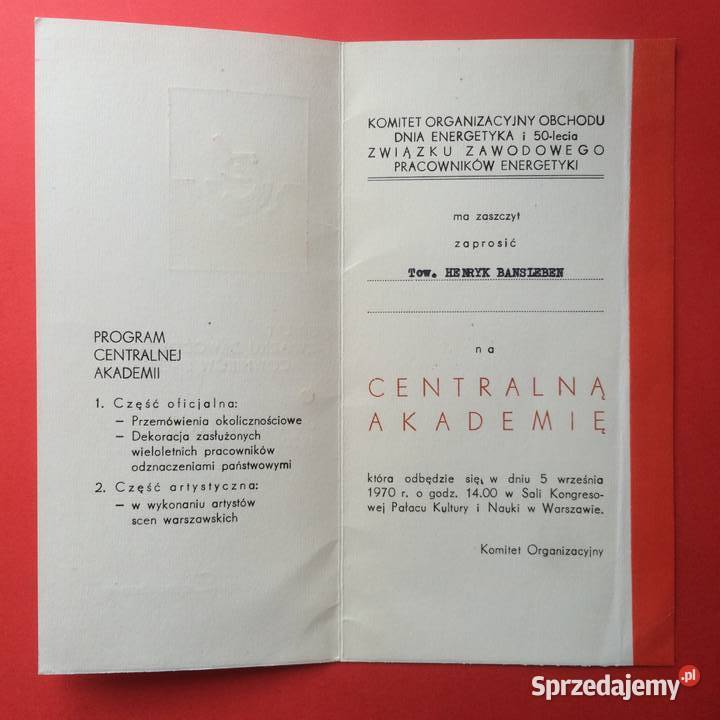 PROGRAM
CENTRALNEJ
AKADEMII
1. Część oficjalna:
– Przemówienia okolicznościowe
– Dekoracja zasłużonych
wieloletnich pracowników
odznaczeniami państwowymi
2. Część artystyczna:
– w wykonaniu artystów
scen warszawskich
KOMITET ORGANIZACYJNY OBCHODU
DNIA ENERGETYKA i 50-lecia
ZWIĄZKU ZAWODOWEGO
PRACOWNIKÓW ENERGETYKI
ma zaszczyt
zaprosić
Tow. HENRYK BANSLEBEN
na
CENTRALNĄ
AKADEMIĘ
która odbędzie się, w dniu 5 września
1970 r. o godz. 14.00 w Sali Kongreso-
wej Pałacu Kultury i Nauki w Warszawie.
Komitet Organizacyjny
Sprzedajemy.pl